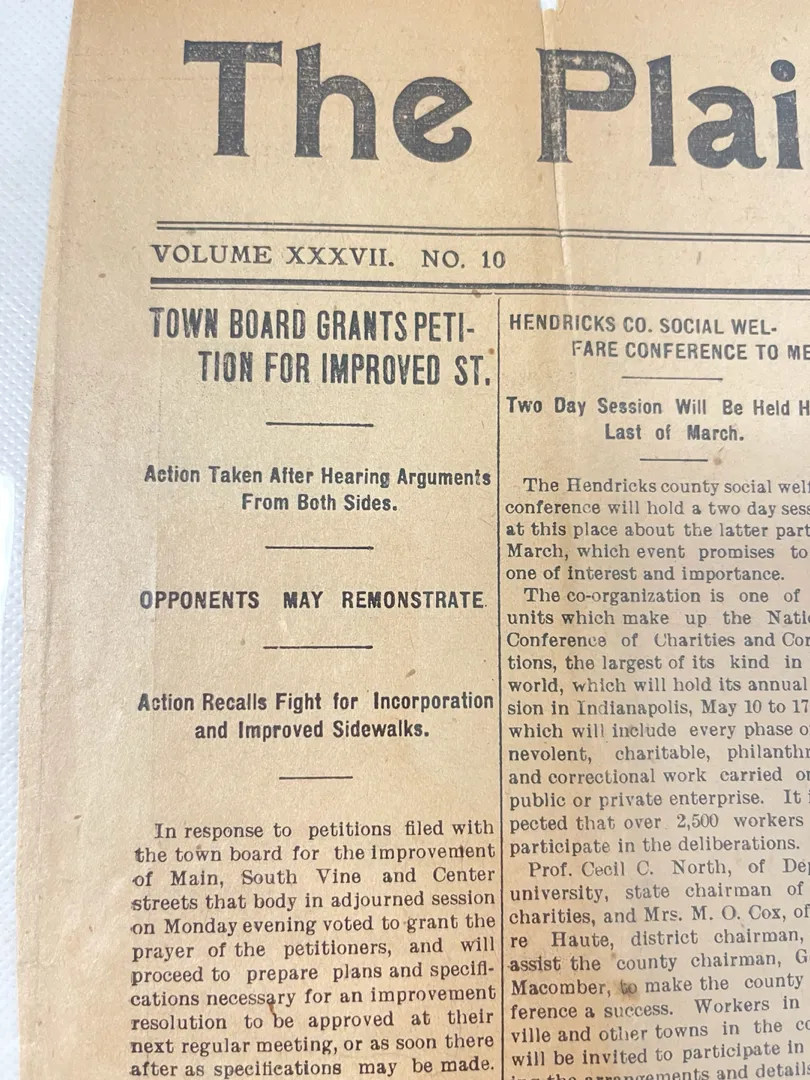 The Plai
VOLUME XXXVII. NO. 10
TOWN BOARD GRANTS PETI-
TION FOR IMPROVED ST.
Action Taken After Hearing Arguments
From Both Sides.
OPPONENTS MAY REMONSTRATE.
Action Recalls Fight for Incorporation
and Improved Sidewalks.
In response to petitions filed with
the town board for the improvement
of Main, South Vine and Center
streets that body in adjourned session
on Monday evening voted to grant the
prayer of the petitioners, and will
proceed to prepare plans and specifi-
cations necessary for an improvement
resolution to be approved at their
next regular meeting, or as soon there
after as specifications may be made.
HENDRICKS CO. SOCIAL WEL-
FARE CONFERENCE TO ME
Two Day Session Will Be Held H
Last of March.
The Hendricks county social welf
conference will hold a two day sess
at this place about the latter part
March, which event promises to
one of interest and importance.
The co-organization is one of
units which make up the Natio
Conference of Charities and Cor
tions, the largest of its kind in
world, which will hold its annual
sion in Indianapolis, May 10 to 17
which will include every phase o
nevolent, charitable, philanthr
and correctional work carried on
public or private enterprise. It i
pected that over 2,500 workers
participate in the deliberations.
Prof. Cecil C. North, of Dep
university, state chairman of
charities, and Mrs. M. O. Cox, of
re Haute, district chairman,
assist the county chairman, G
Macomber, to make the county
ference a success. Workers in
ville and other towns in the co
will be invited to participate in
ing the arrangements and details